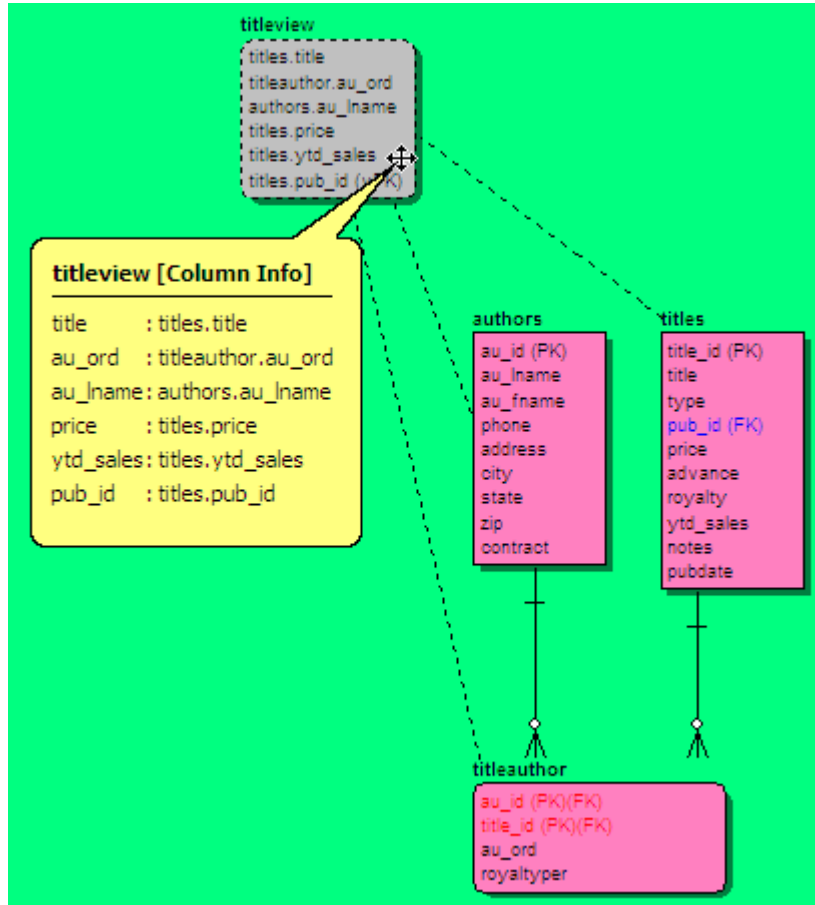 titleview
titles.title
titleauthor.au_ord
authors.au_lname
titles.price
titles.ytd_sales
titles.pub_id
titleview [Column Info]
title : titles.title
au_ord : titleauthor.au_ord
au_lname: authors.au_lname
price : titles.price
ytd_sales: titles.ytd_sales
pub_id : titles.pub_id
authors
au_id (PK)
au_lname
au_fname
phone
address
city
state
zip
contract
titles
title_id (PK)
title
type
pub_id (FK)
price
advance
royalty
ytd_sales
notes
pubdate
titleauthor
au_id (PK)(FK)
title_id (PK)(FK)
au_ord
royaltyper